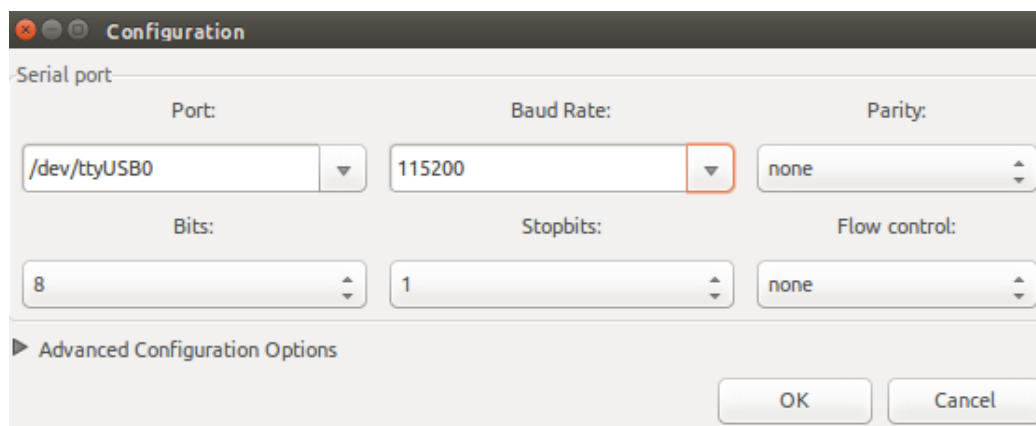 Configuration
Serial port
Port: Baud Rate: Parity:
/dev/ttyUSB0 115200 none
Bits: Stopbits: Flow control:
8 1 none
Advanced Configuration Options
OK Cancel